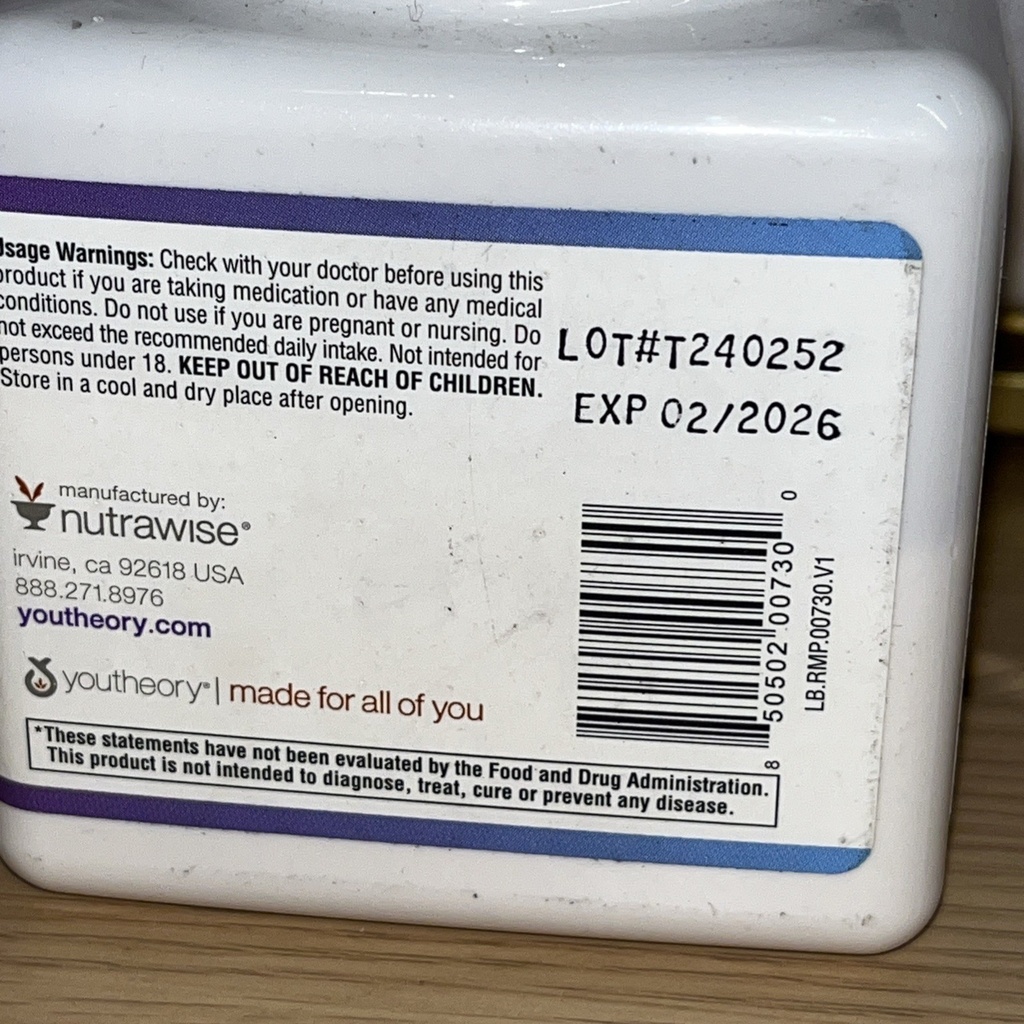 Usage Warnings: Check with your doctor before using this
product if you are taking medication or have any medical
conditions. Do not use if you are pregnant or nursing. Do
not exceed the recommended daily intake. Not intended for
persons under 18. KEEP OUT OF REACH OF CHILDREN.
Store in a cool and dry place after opening.
LOT#T240252
EXP 02/2026
manufactured by:
nutrawise®
irvine, ca 92618 USA
888.271.8976
youtheory.com
youtheory® | made for all of you
8 50502 00730 0
LB.RMP.00730.V1
*These statements have not been evaluated by the Food and Drug Administration.
This product is not intended to diagnose, treat, cure or prevent any disease.